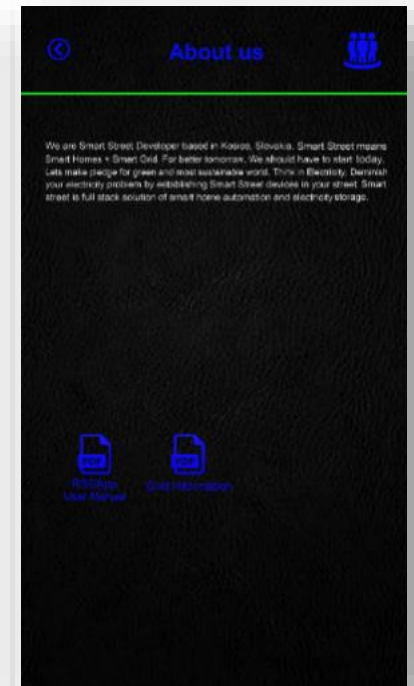 About us
We are Smart Street Developer based in Kosice, Slovakia. Smart Street means
Smart Homes + Smart Grid. For better tomorrow, We should have to start today.
Lets make pledge for green and most sustainable world. Think in Electricity. Deminish
your electricity problem by establishing Smart Street devices in your street. Smart
street is full stack solution of smart home automation and electricity storage.
PDF PDF
Grid Information
User Manual